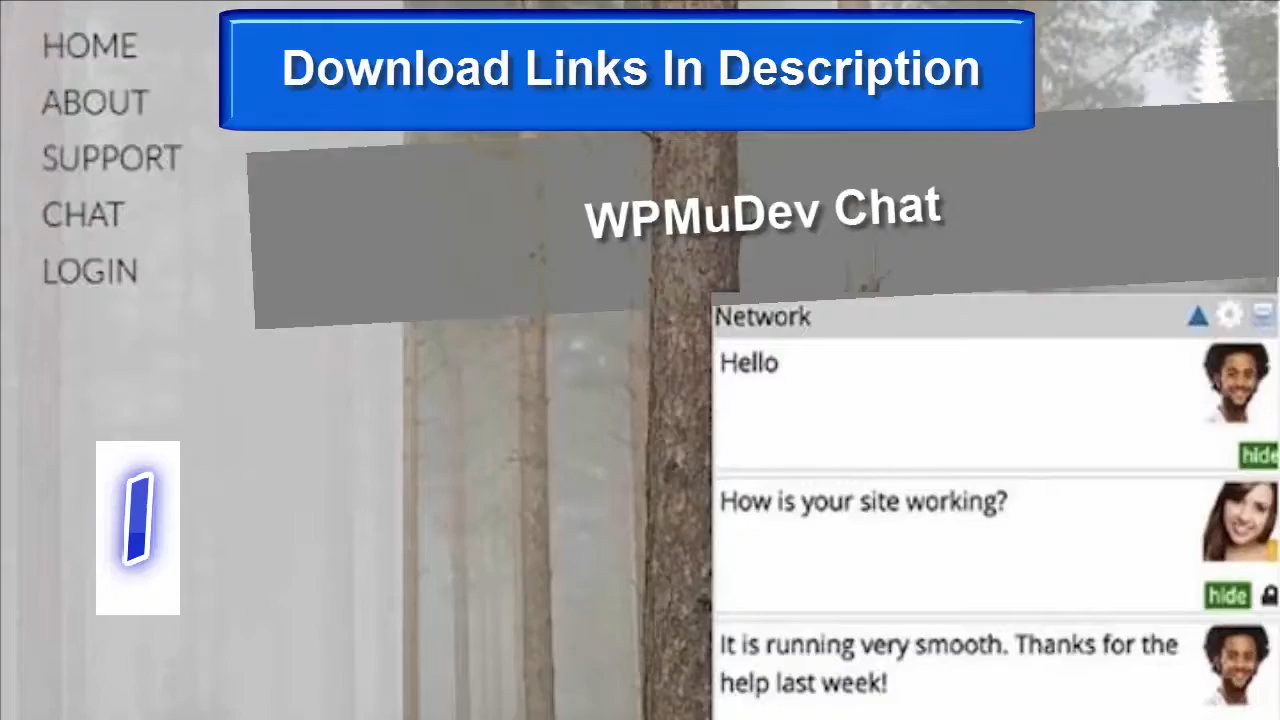 Download Links In Description
HOME
ABOUT
SUPPORT
CHAT
LOGIN
WPMuDev Chat
Network
Hello
hide
How is your site working?
hide
It is running very smooth. Thanks for the
help last week!
1